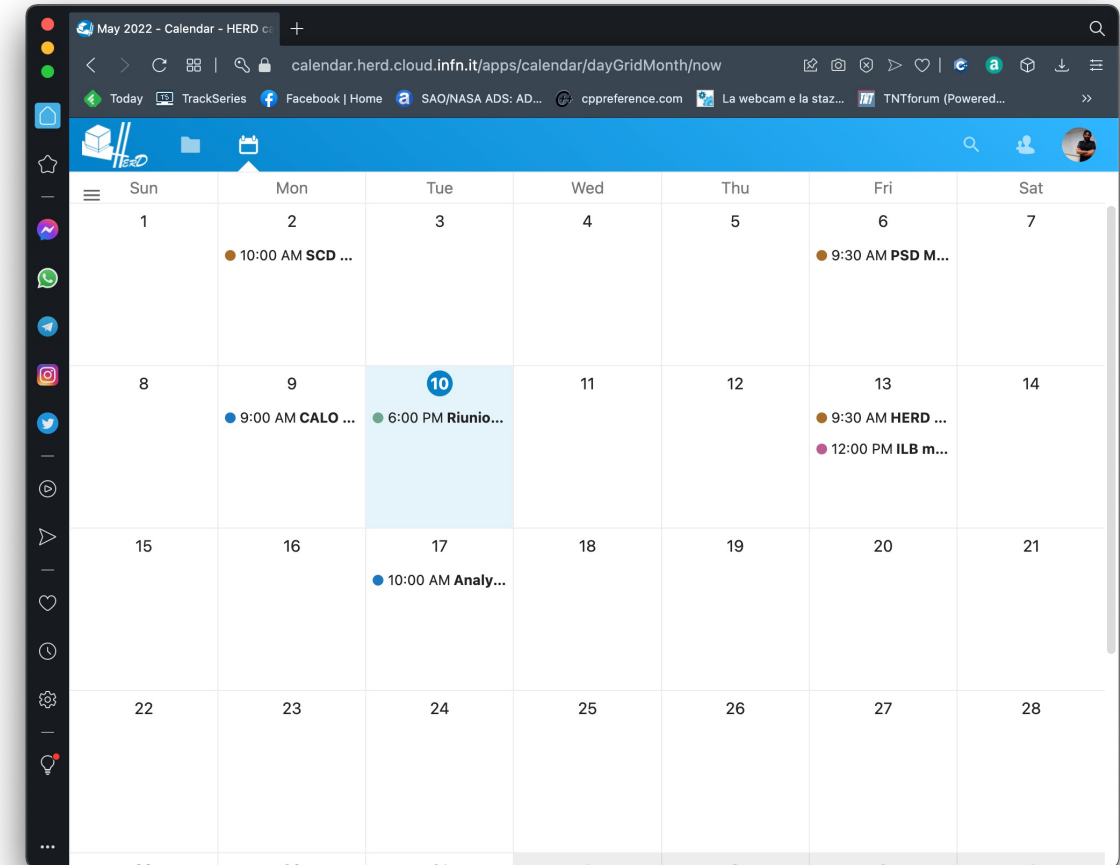 May 2022 - Calendar - HERD ca
calendar.herd.cloud.infn.it/apps/calendar/dayGridMonth/now
Today TS TrackSeries Facebook | Home a SAO/NASA ADS: AD... cppreference.com La webcam e la staz... TNTforum (Powered...
HERD
Sun Mon Tue Wed Thu Fri Sat
1 2 3 4 5 6 7
10:00 AM SCD ... 9:30 AM PSD M...
8 9 10 11 12 13 14
9:00 AM CALO ... 6:00 PM Riunio... 9:30 AM HERD ...
12:00 PM ILB m...
15 16 17 18 19 20 21
10:00 AM Analy...
22 23 24 25 26 27 28